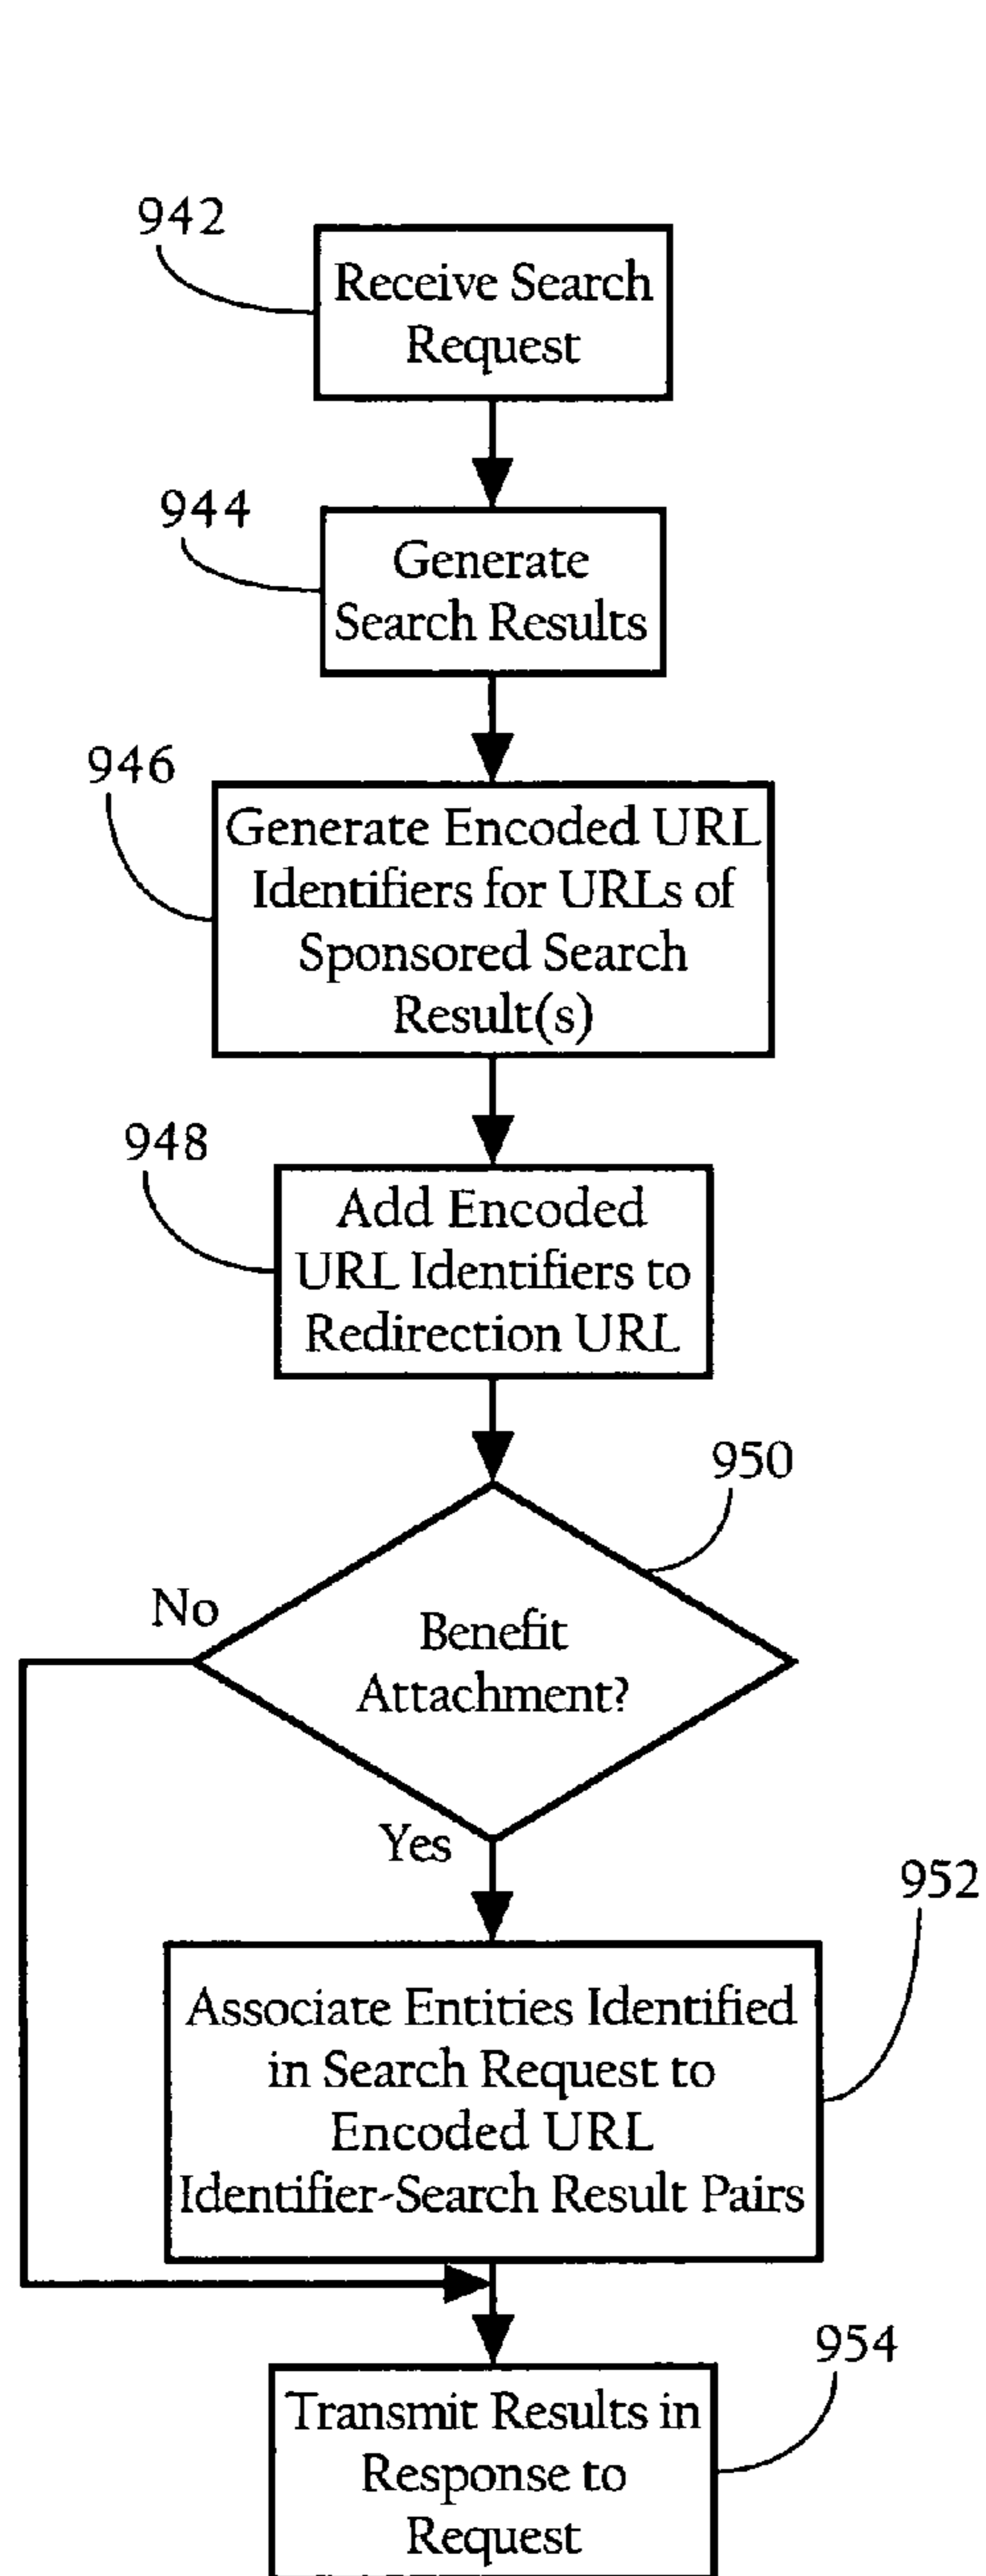 942
Receive Search
Request
944
Generate
Search Results
946
Generate Encoded URL
Identifiers for URLs of
Sponsored Search
Result(s)
948
Add Encoded
URL Identifiers to
Redirection URL
950
No
Benefit
Attachment?
Yes
952
Associate Entities Identified
in Search Request to
Encoded URL
Identifier-Search Result Pairs
954
Transmit Results in
Response to
Request